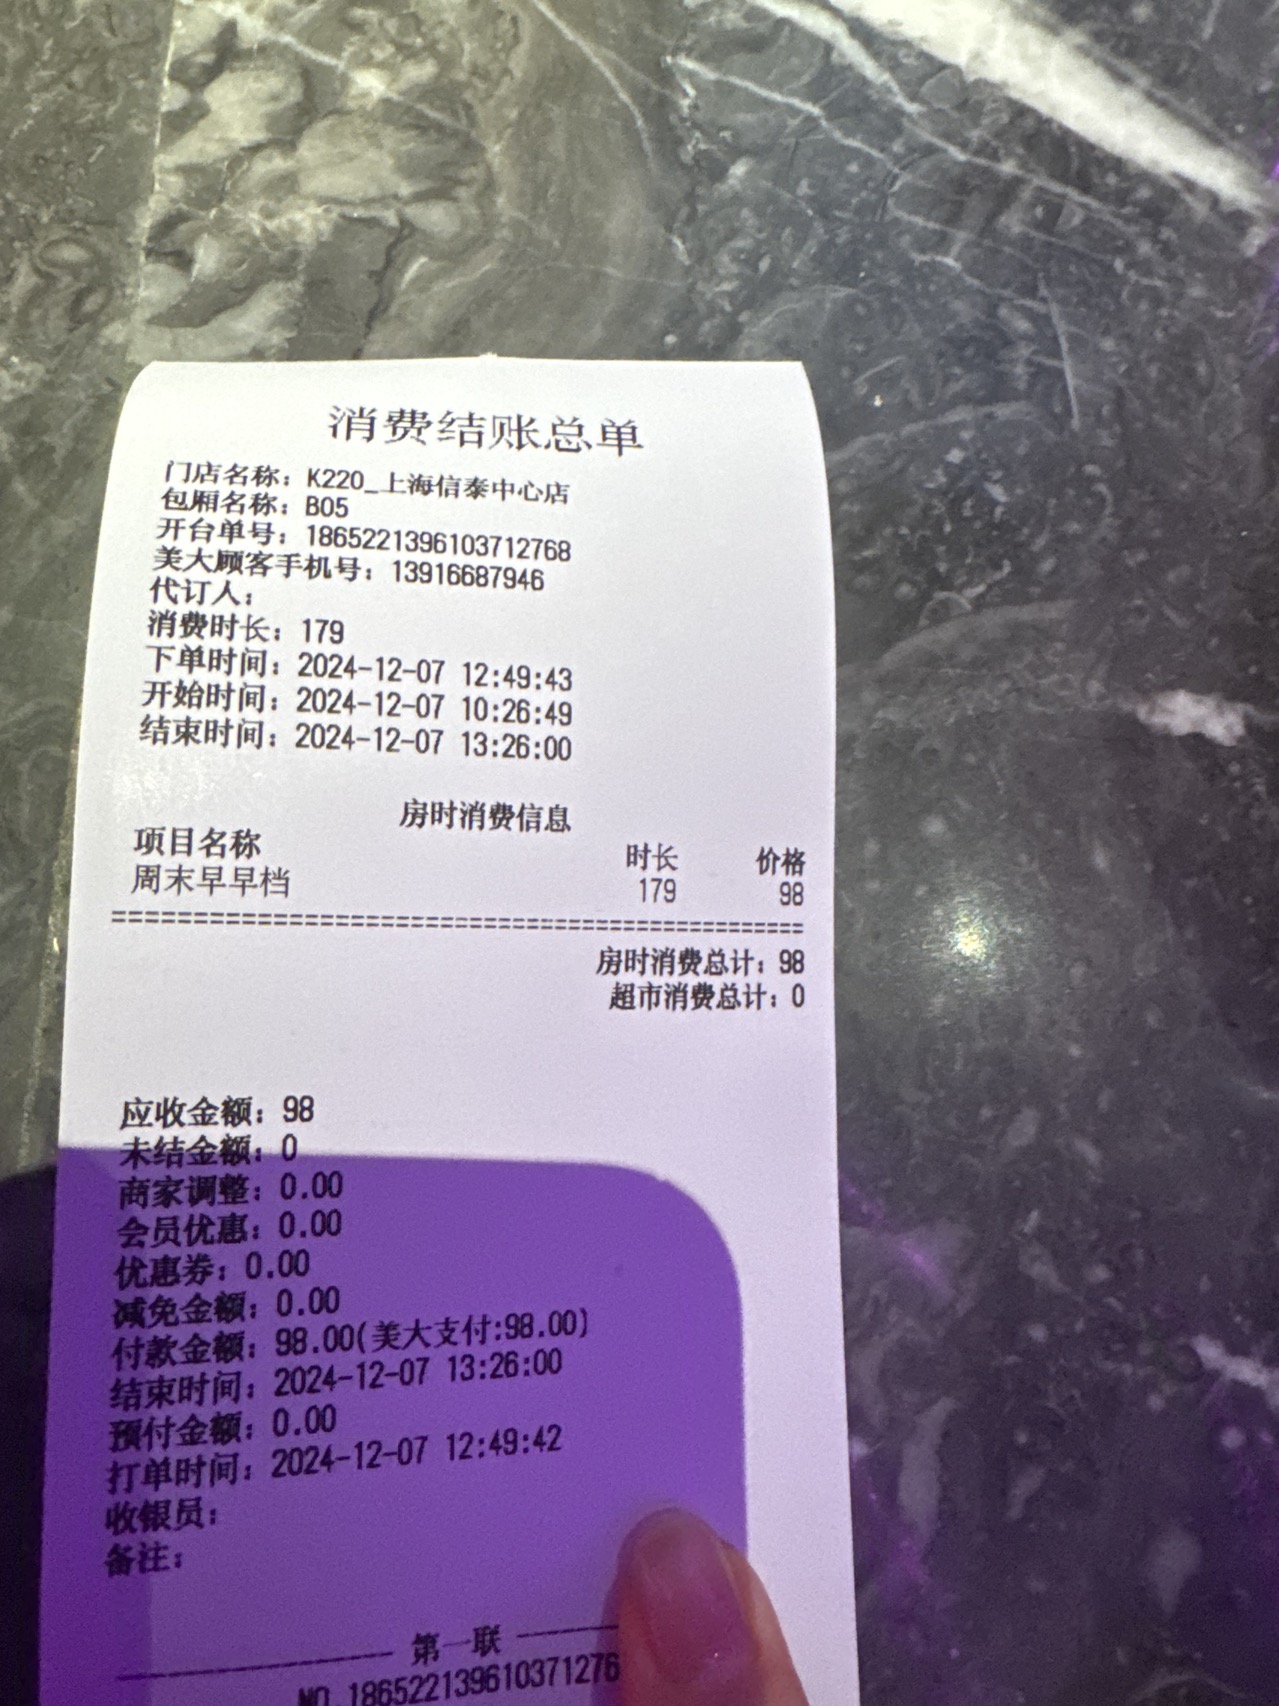 消费结账总单
门店名称：K220_上海信泰中心店
包厢名称：B05
开台单号：1865221396103712768
美大顾客手机号：13916687946
代订人：
消费时长：179
下单时间：2024-12-07 12:49:43
开始时间：2024-12-07 10:26:49
结束时间：2024-12-07 13:26:00
房时消费信息
项目名称 时长 价格
周末早早档 179 98
================================================
房时消费总计：98
超市消费总计：0
应收金额：98
未结金额：0
商家调整：0.00
会员优惠：0.00
优惠券：0.00
减免金额：0.00
付款金额：98.00(美大支付:98.00)
结束时间：2024-12-07 13:26:00
预付金额：0.00
打单时间：2024-12-07 12:49:42
收银员：
备注：
第一联
NO.186522139610371276